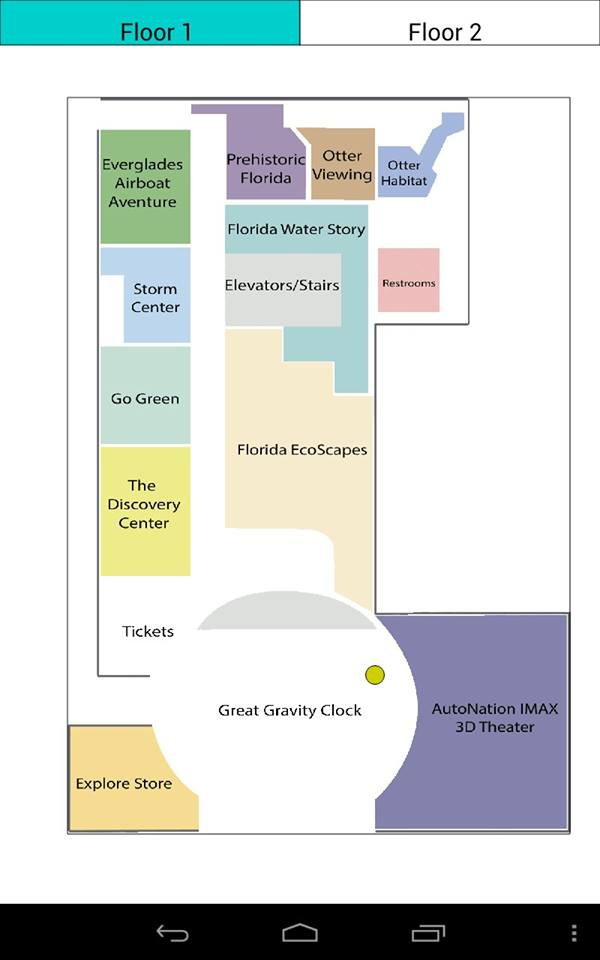 Floor 1
Floor 2
Everglades
Airboat
Aventure
Prehistoric
Florida
Otter
Viewing
Otter
Habitat
Florida Water Story
Storm
Center
Elevators/Stairs
Restrooms
Go Green
Florida EcoScapes
The
Discovery
Center
Tickets
Great Gravity Clock
AutoNation IMAX
3D Theater
Explore Store